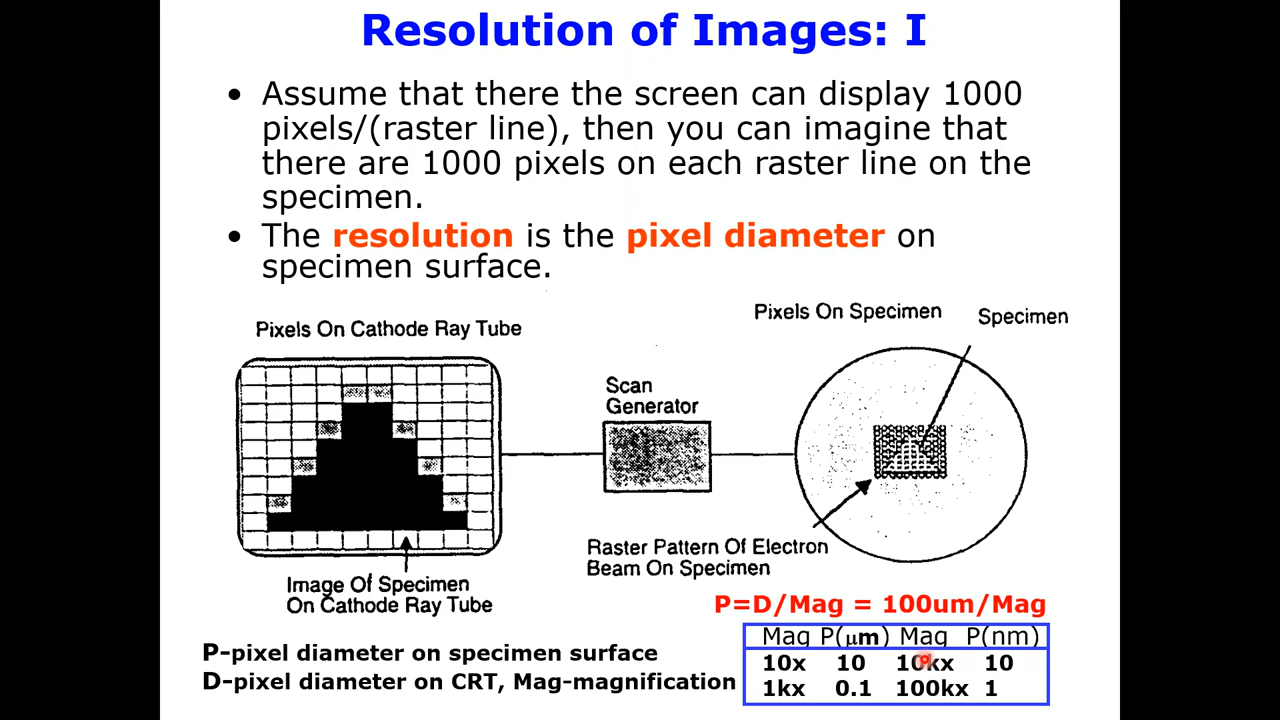 Resolution of Images: I
• Assume that there the screen can display 1000
pixels/(raster line), then you can imagine that
there are 1000 pixels on each raster line on the
specimen.
• The resolution is the pixel diameter on
specimen surface.
Pixels On Cathode Ray Tube
Pixels On Specimen
Specimen
Scan
Generator
Raster Pattern Of Electron
Beam On Specimen
Image Of Specimen
On Cathode Ray Tube
P=D/Mag = 100um/Mag
P-pixel diameter on specimen surface
D-pixel diameter on CRT, Mag-magnification
Mag P(μm) Mag P(nm)
10x 10 10kx 10
1kx 0.1 100kx 1